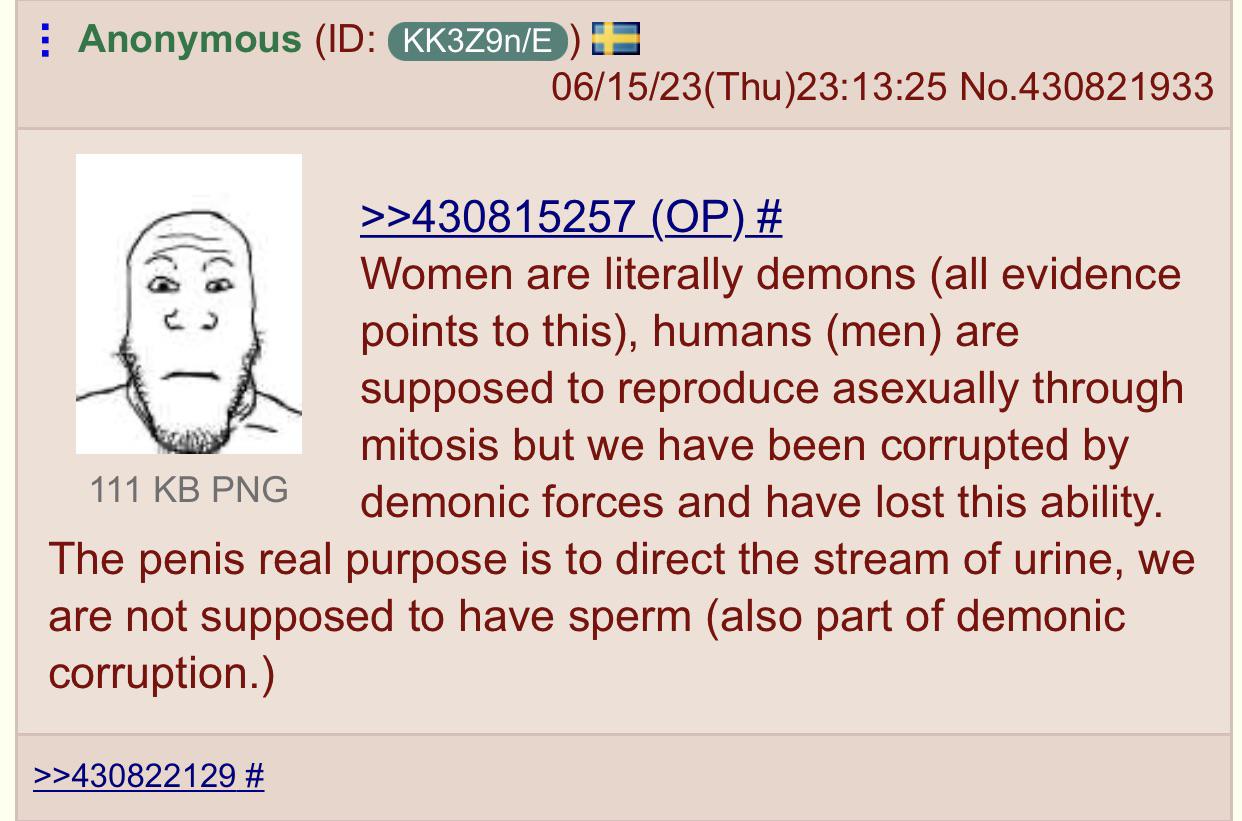 Anonymous (ID: KK3Z9n/E)
06/15/23(Thu)23:13:25 No.430821933
>>430815257 (OP) #
Women are literally demons (all evidence
points to this), humans (men) are
supposed to reproduce asexually through
mitosis but we have been corrupted by
111 KB PNG
demonic forces and have lost this ability.
The penis real purpose is to direct the stream of urine, we
are not supposed to have sperm (also part of demonic
corruption.)
>>430822129 #